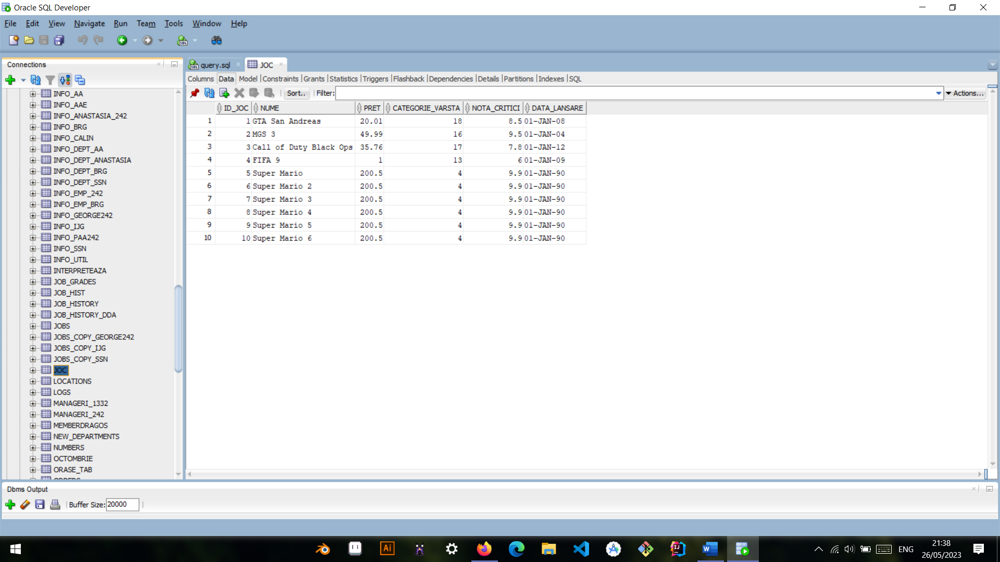 Oracle SQL Developer
File Edit View Navigate Run Team Tools Window Help
Connections
query.sql JOC
Columns Data Model Constraints Grants Statistics Triggers Flashback Dependencies Details Partitions Indexes SQL
Sort.. Filter: Actions...
ID_JOC NUME PRET CATEGORIE_VARSTA NOTA_CRITICI DATA_LANSARE
1 1 GTA San Andreas 20.01 18 8.5 01-JAN-08
2 2 MGS 3 49.99 16 9.5 01-JAN-04
3 3 Call of Duty Black Ops 35.76 17 7.8 01-JAN-12
4 4 FIFA 9 1 13 6 01-JAN-09
5 5 Super Mario 200.5 4 9.9 01-JAN-90
6 6 Super Mario 2 200.5 4 9.9 01-JAN-90
7 7 Super Mario 3 200.5 4 9.9 01-JAN-90
8 8 Super Mario 4 200.5 4 9.9 01-JAN-90
9 9 Super Mario 5 200.5 4 9.9 01-JAN-90
10 10 Super Mario 6 200.5 4 9.9 01-JAN-90
INFO_AA
INFO_AAE
INFO_ANASTASIA_242
INFO_BRG
INFO_CALIN
INFO_DEPT_AA
INFO_DEPT_ANASTASIA
INFO_DEPT_BRG
INFO_DEPT_SSN
INFO_EMP_242
INFO_EMP_BRG
INFO_GEORGE242
INFO_IJG
INFO_PAA242
INFO_SSN
INFO_UTIL
INTERPRETEAZA
JOB_GRADES
JOB_HIST
JOB_HISTORY
JOB_HISTORY_DDA
JOBS
JOBS_COPY_GEORGE242
JOBS_COPY_IJG
JOBS_COPY_SSN
JOC
LOCATIONS
LOGS
MANAGERI_1332
MANAGERI_242
MEMBERDRAGOS
NEW_DEPARTMENTS
NUMBERS
OCTOMBRIE
ORASE_TAB
Dbms Output
Buffer Size: 20000
ENG
21:38
26/05/2023